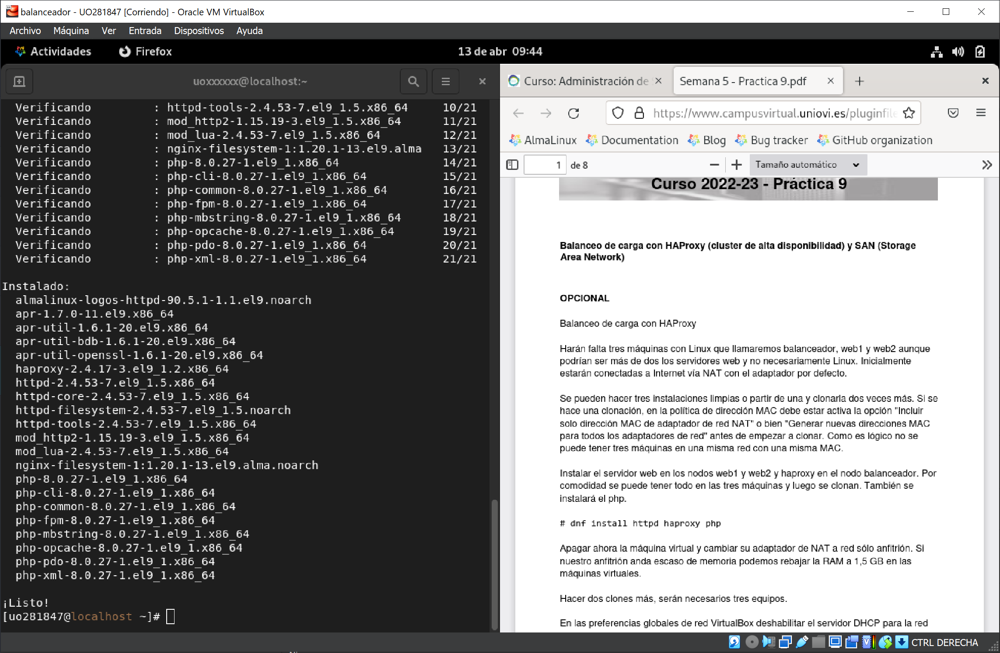 balanceador - UO281847 [Corriendo] - Oracle VM VirtualBox
Archivo Máquina Ver Entrada Dispositivos Ayuda
Actividades Firefox 13 de abr 09:44
uoxxxxxx@localhost:~
Verificando : httpd-tools-2.4.53-7.el9_1.5.x86_64 10/21
Verificando : mod_http2-1.15.19-3.el9_1.5.x86_64 11/21
Verificando : mod_lua-2.4.53-7.el9_1.5.x86_64 12/21
Verificando : nginx-filesystem-1:1.20.1-13.el9.alma 13/21
Verificando : php-8.0.27-1.el9_1.x86_64 14/21
Verificando : php-cli-8.0.27-1.el9_1.x86_64 15/21
Verificando : php-common-8.0.27-1.el9_1.x86_64 16/21
Verificando : php-fpm-8.0.27-1.el9_1.x86_64 17/21
Verificando : php-mbstring-8.0.27-1.el9_1.x86_64 18/21
Verificando : php-opcache-8.0.27-1.el9_1.x86_64 19/21
Verificando : php-pdo-8.0.27-1.el9_1.x86_64 20/21
Verificando : php-xml-8.0.27-1.el9_1.x86_64 21/21
Instalado:
almalinux-logos-httpd-90.5.1-1.1.el9.noarch
apr-1.7.0-11.el9.x86_64
apr-util-1.6.1-20.el9.x86_64
apr-util-bdb-1.6.1-20.el9.x86_64
apr-util-openssl-1.6.1-20.el9.x86_64
haproxy-2.4.17-3.el9_1.2.x86_64
httpd-2.4.53-7.el9_1.5.x86_64
httpd-core-2.4.53-7.el9_1.5.x86_64
httpd-filesystem-2.4.53-7.el9_1.5.noarch
httpd-tools-2.4.53-7.el9_1.5.x86_64
mod_http2-1.15.19-3.el9_1.5.x86_64
mod_lua-2.4.53-7.el9_1.5.x86_64
nginx-filesystem-1:1.20.1-13.el9.alma.noarch
php-8.0.27-1.el9_1.x86_64
php-cli-8.0.27-1.el9_1.x86_64
php-common-8.0.27-1.el9_1.x86_64
php-fpm-8.0.27-1.el9_1.x86_64
php-mbstring-8.0.27-1.el9_1.x86_64
php-opcache-8.0.27-1.el9_1.x86_64
php-pdo-8.0.27-1.el9_1.x86_64
php-xml-8.0.27-1.el9_1.x86_64
¡Listo!
[uo281847@localhost ~]#
Curso: Administración de Semana 5 - Practica 9.pdf
https://www.campusvirtual.uniovi.es/pluginfile
AlmaLinux Documentation Blog Bug tracker GitHub organization
1 de 8 Tamaño automático
Curso 2022-23 - Práctica 9
Balanceo de carga con HAProxy (cluster de alta disponibilidad) y SAN (Storage
Area Network)
OPCIONAL
Balanceo de carga con HAProxy
Harán falta tres máquinas con Linux que llamaremos balanceador, web1 y web2 aunque
podrían ser más de dos los servidores web y no necesariamente Linux. Inicialmente
estarán conectadas a Internet vía NAT con el adaptador por defecto.
Se pueden hacer tres instalaciones limpias o partir de una y clonarla dos veces más. Si se
hace una clonación, en la política de dirección MAC debe estar activa la opción "Incluir
solo dirección MAC de adaptador de red NAT" o bien "Generar nuevas direcciones MAC
para todos los adaptadores de red" antes de empezar a clonar. Como es lógico no se
puede tener tres máquinas en una misma red con una misma MAC.
Instalar el servidor web en los nodos web1 y web2 y haproxy en el nodo balanceador. Por
comodidad se puede tener todo en las tres máquinas y luego se clonan. También se
instalará el php.
# dnf install httpd haproxy php
Apagar ahora la máquina virtual y cambiar su adaptador de NAT a red sólo anfitrión. Si
nuestro anfitrión anda escaso de memoria podemos rebajar la RAM a 1,5 GB en las
máquinas virtuales.
Hacer dos clones más, serán necesarios tres equipos.
En las preferencias globales de red VirtualBox deshabilitar el servidor DHCP para la red
CTRL DERECHA